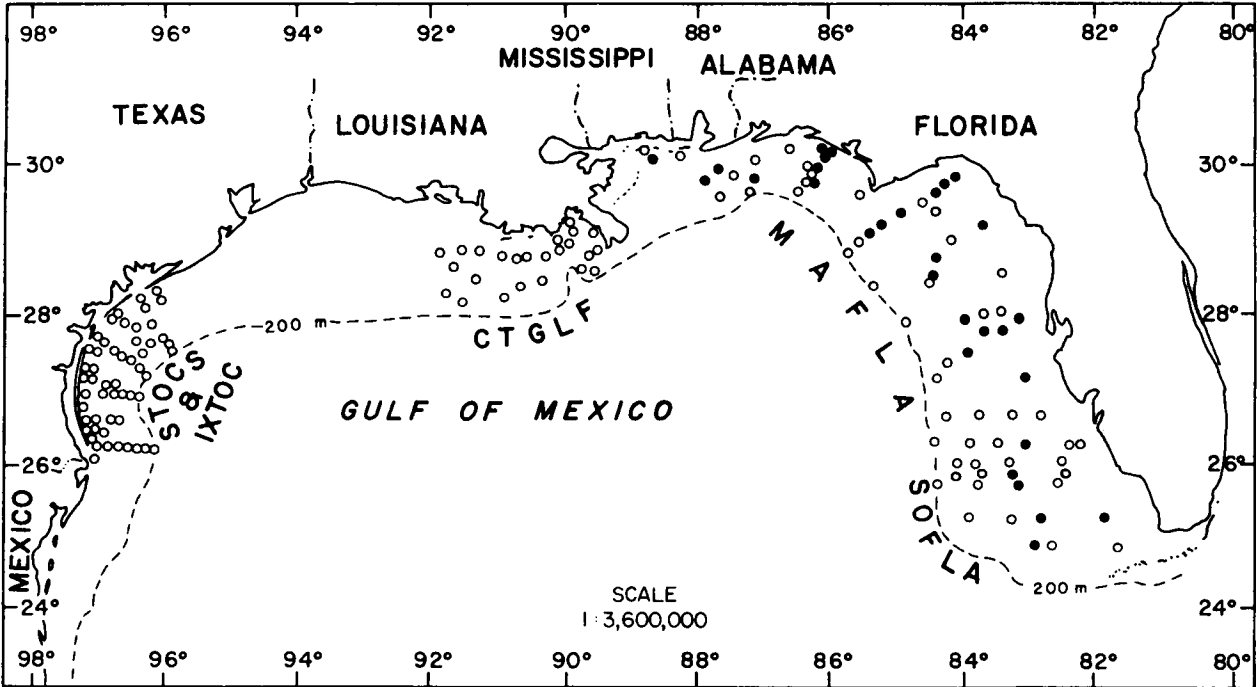 98° 96° 94° 92° 90° 88° 86° 84° 82° 80°
MISSISSIPPI
ALABAMA
TEXAS
LOUISIANA
FLORIDA
30° 30°
MAFLA
28° 28°
200 m
CTGLF
STOCS
&
IXTOC
GULF OF MEXICO
26° 26°
SOFLA
MEXICO
200 m
SCALE
1:3,600,000
24° 24°
98° 96° 94° 92° 90° 88° 86° 84° 82° 80°